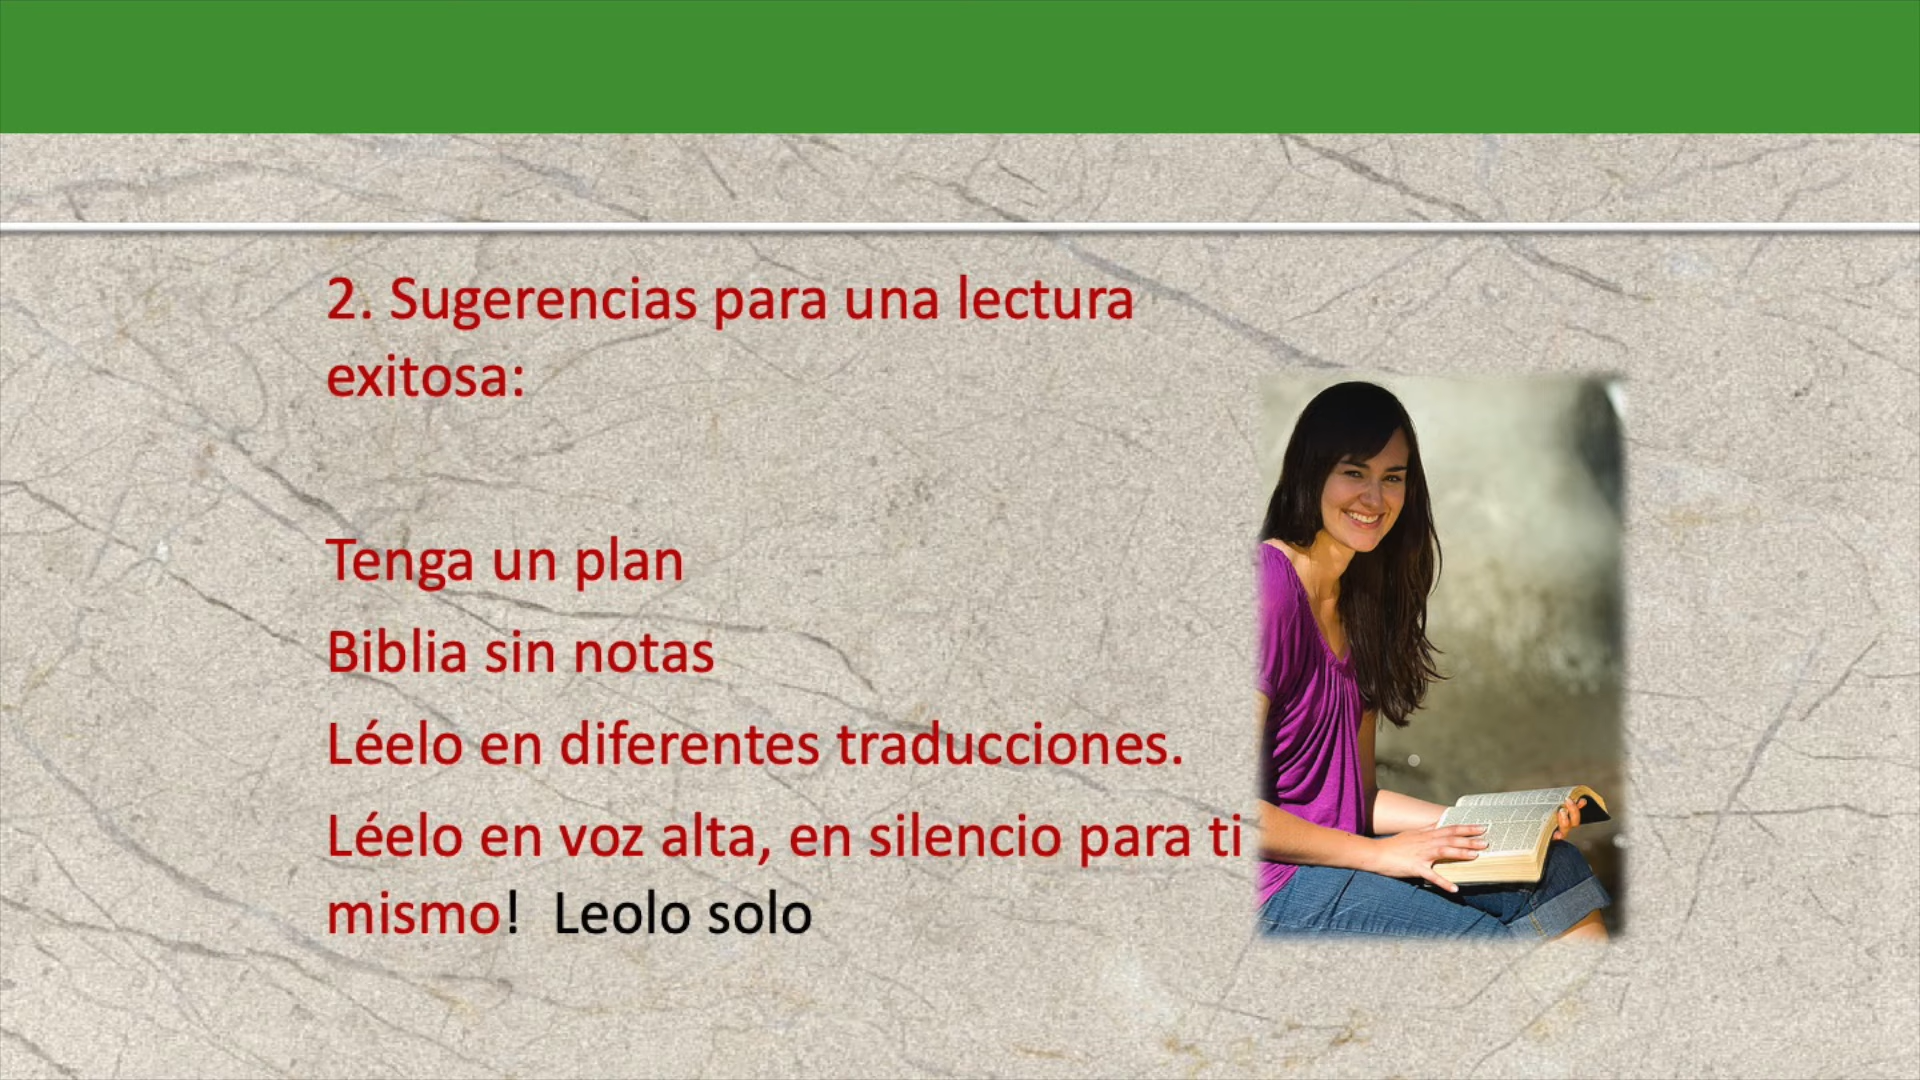 2. Sugerencias para una lectura
exitosa:
Tenga un plan
Biblia sin notas
Léelo en diferentes traducciones.
Léelo en voz alta, en silencio para ti
mismo!  Leolo solo